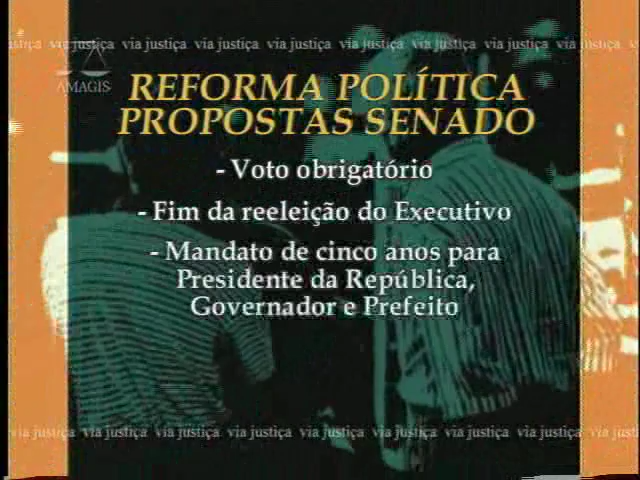 via justiça via justiça via justiça via justiça via justiça via justiça via justiça
AMAGIS
REFORMA POLÍTICA
PROPOSTAS SENADO
- Voto obrigatório
- Fim da reeleição do Executivo
- Mandato de cinco anos para
Presidente da República,
Governador e Prefeito
via justiça via justiça via justiça via justiça via justiça via justiça via justiça via justiça